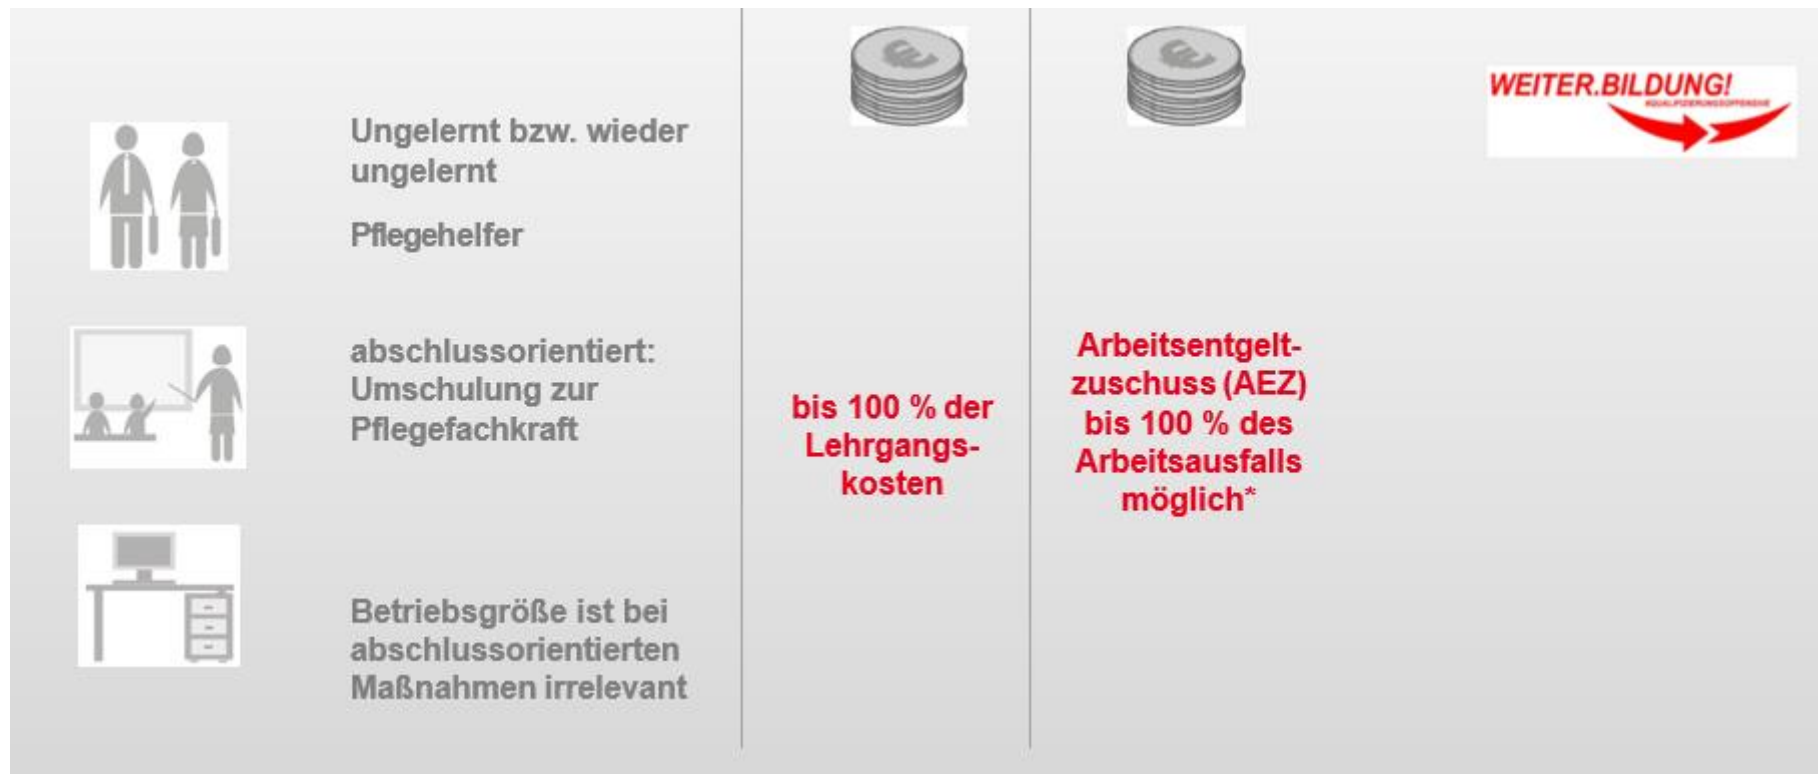 Ungelernt bzw. wieder
ungelernt
Pflegehelfer
abschlussorientiert:
Umschulung zur
Pflegefachkraft
Betriebsgröße ist bei
abschlussorientierten
Maßnahmen irrelevant
bis 100 % der
Lehrgangs-
kosten
Arbeitsentgelt-
zuschuss (AEZ)
bis 100 % des
Arbeitsausfalls
möglich*
WEITER.BILDUNG!